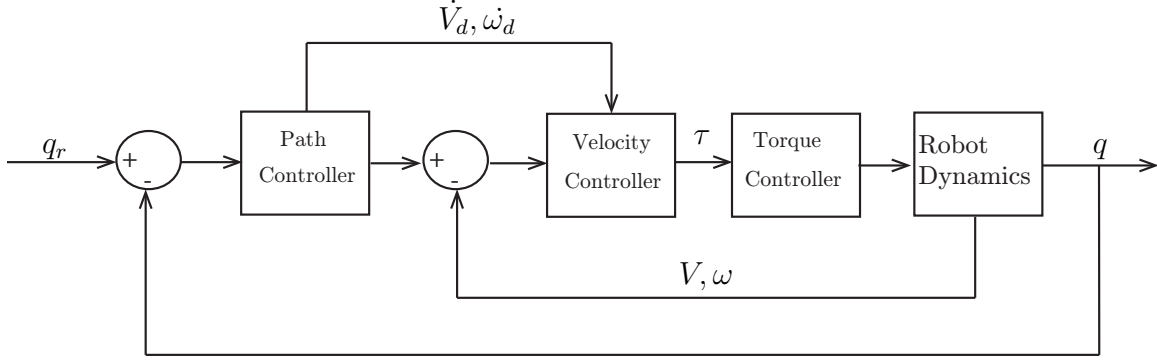 V̇_d, ω̇_d
q_r
+
-
Path
Controller
+
-
Velocity
Controller
τ
Torque
Controller
Robot
Dynamics
q
V, ω